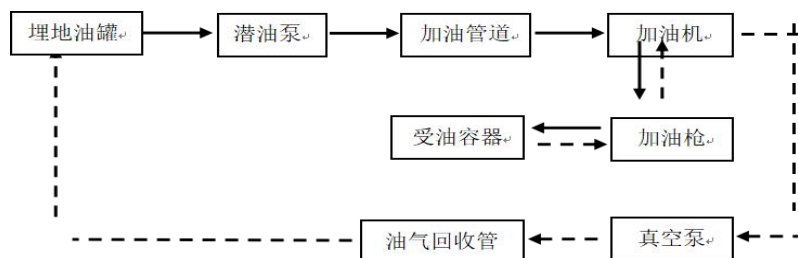 埋地油罐
潜油泵
加油管道
加油机
受油容器
加油枪
油气回收管
真空泵